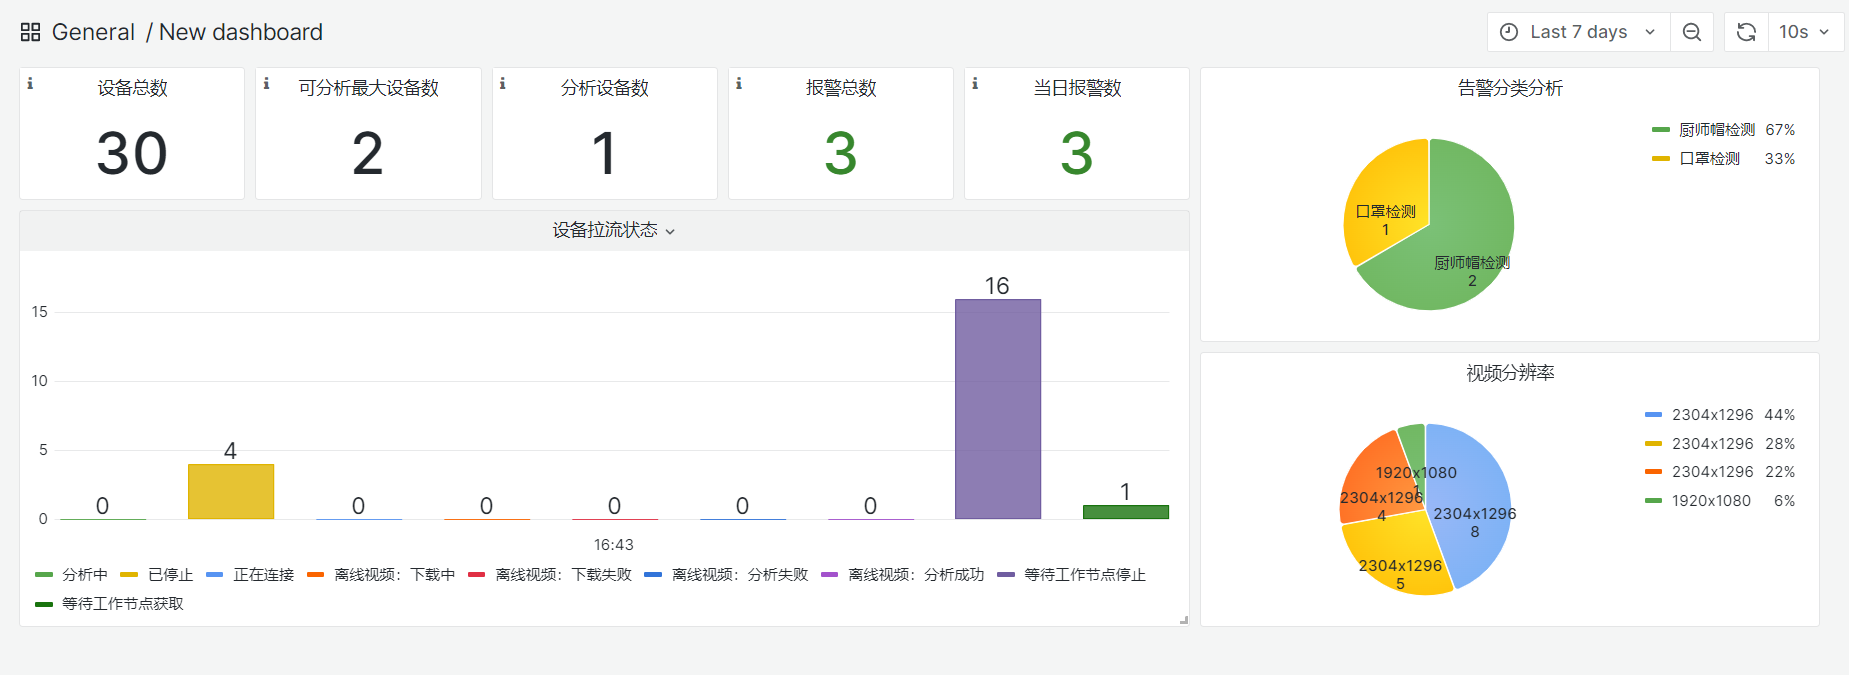 General / New dashboard
Last 7 days
10s
i 设备总数
30
i 可分析最大设备数
2
i 分析设备数
1
i 报警总数
3
i 当日报警数
3
告警分类分析
厨师帽检测 67%
口罩检测 33%
口罩检测
1
厨师帽检测
2
设备拉流状态
15
10
5
0
0
4
0
0
0
0
0
16
1
16:43
分析中 已停止 正在连接 离线视频：下载中 离线视频：下载失败 离线视频：分析失败 离线视频：分析成功 等待工作节点停止
等待工作节点获取
视频分辨率
2304x1296 44%
2304x1296 28%
2304x1296 22%
1920x1080 6%
1920x1080
1
2304x1296
4
2304x1296
8
2304x1296
5